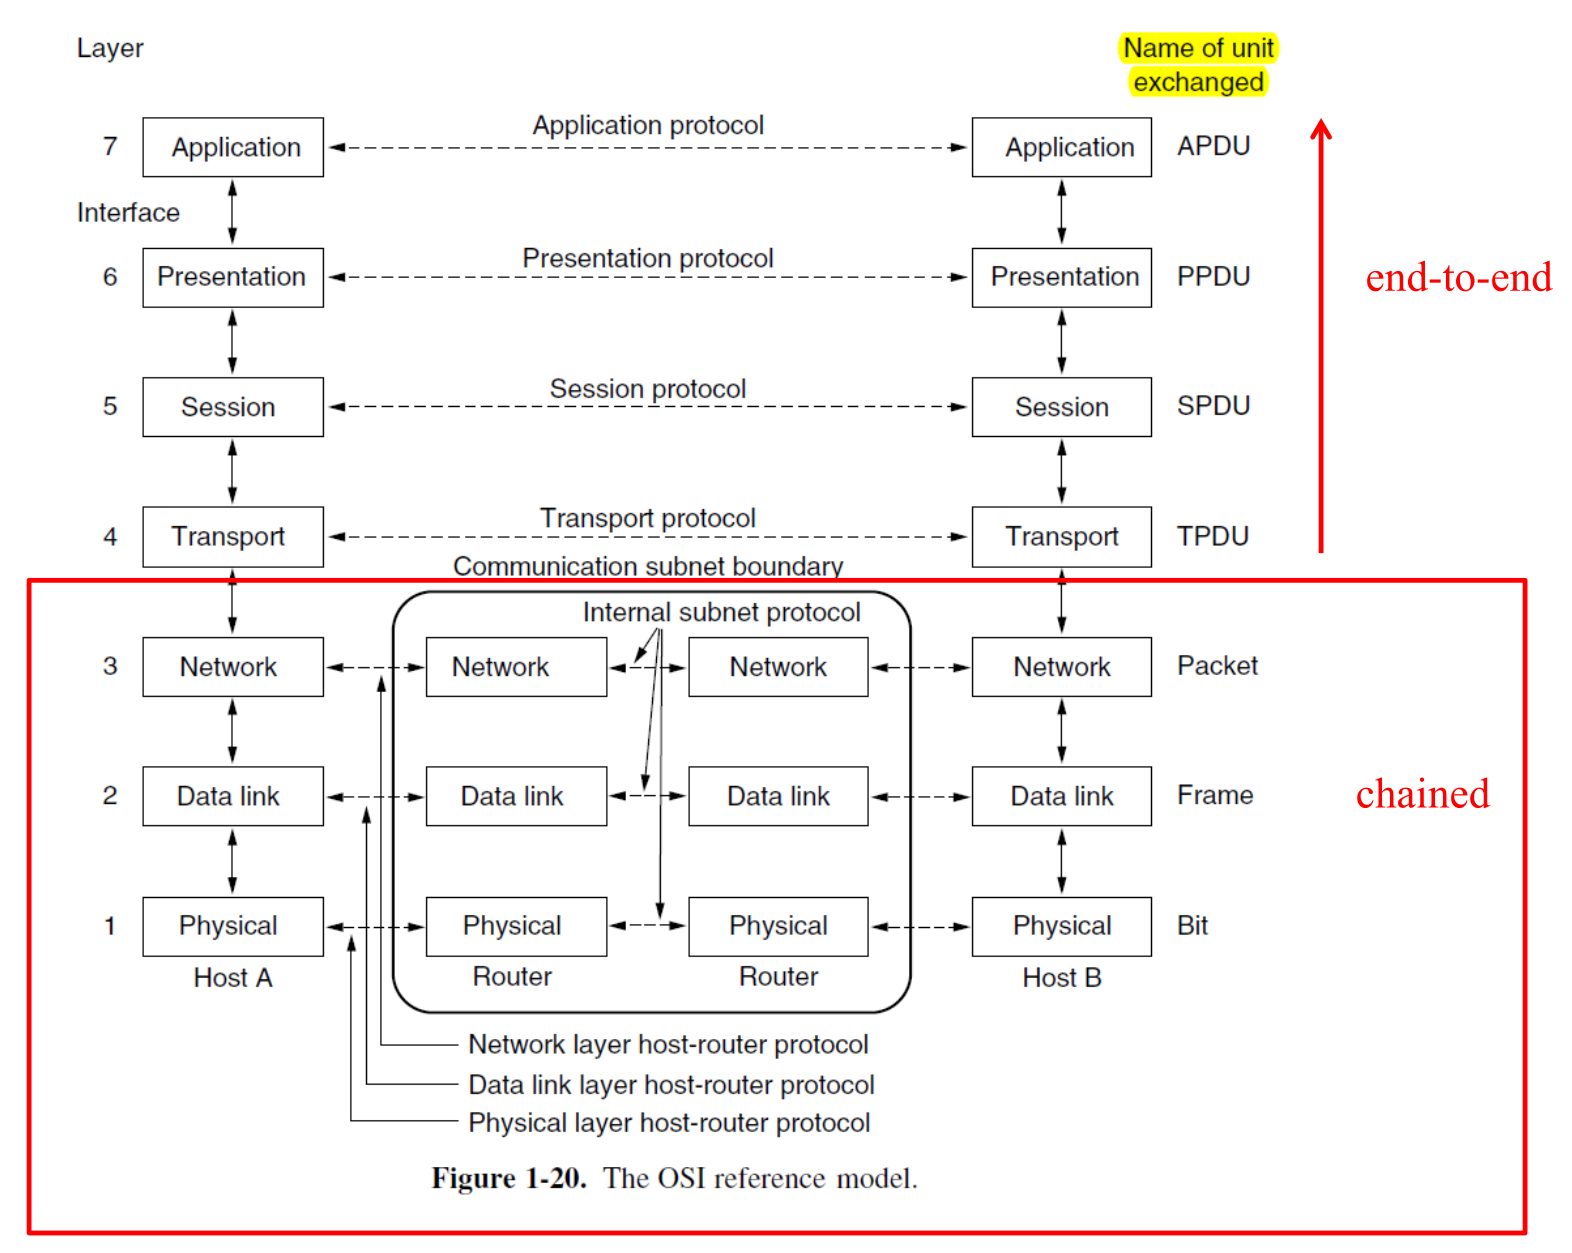 Layer
Name of unit
exchanged
7
Application
Application protocol
Application
APDU
Interface
6
Presentation
Presentation protocol
Presentation
PPDU
end-to-end
5
Session
Session protocol
Session
SPDU
4
Transport
Transport protocol
Transport
TPDU
Communication subnet boundary
Internal subnet protocol
3
Network
Network
Network
Network
Packet
2
Data link
Data link
Data link
Data link
Frame
chained
1
Physical
Physical
Physical
Physical
Bit
Host A
Router
Router
Host B
Network layer host-router protocol
Data link layer host-router protocol
Physical layer host-router protocol
Figure 1-20. The OSI reference model.